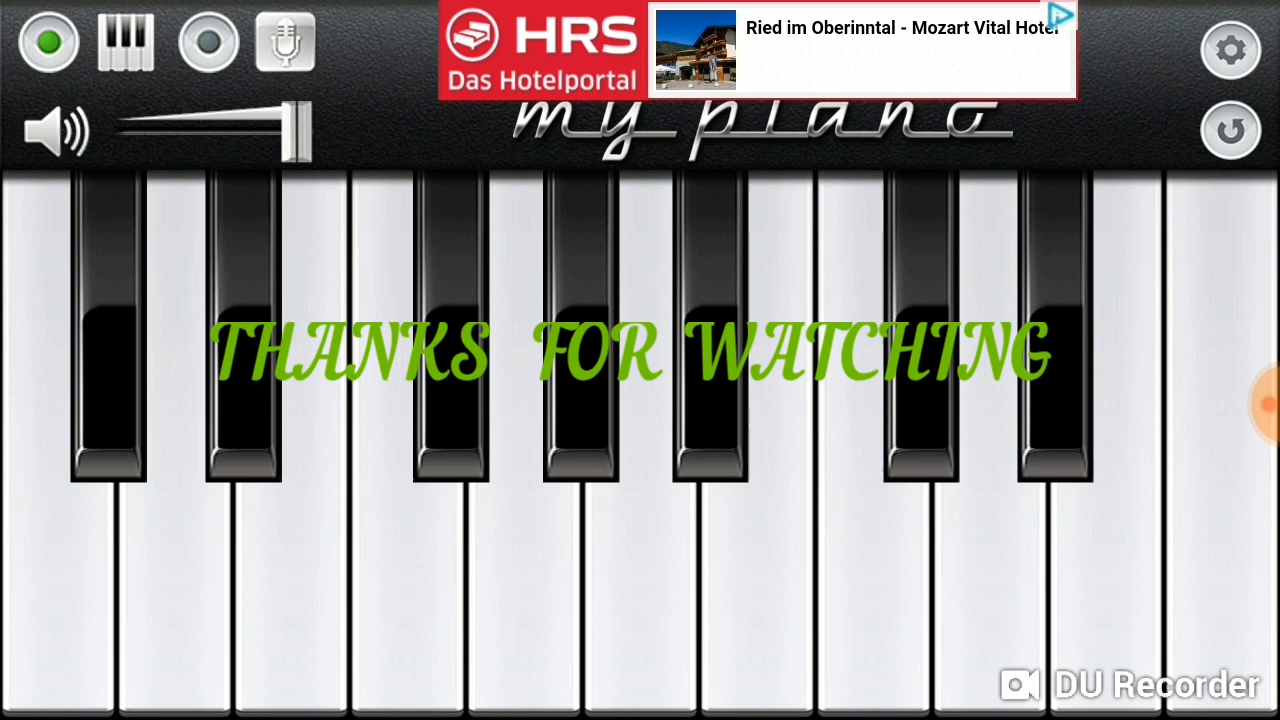 HRS
Das Hotelportal
Ried im Oberinntal - Mozart Vital Hotel
my piano
THANKS FOR WATCHING
DU Recorder